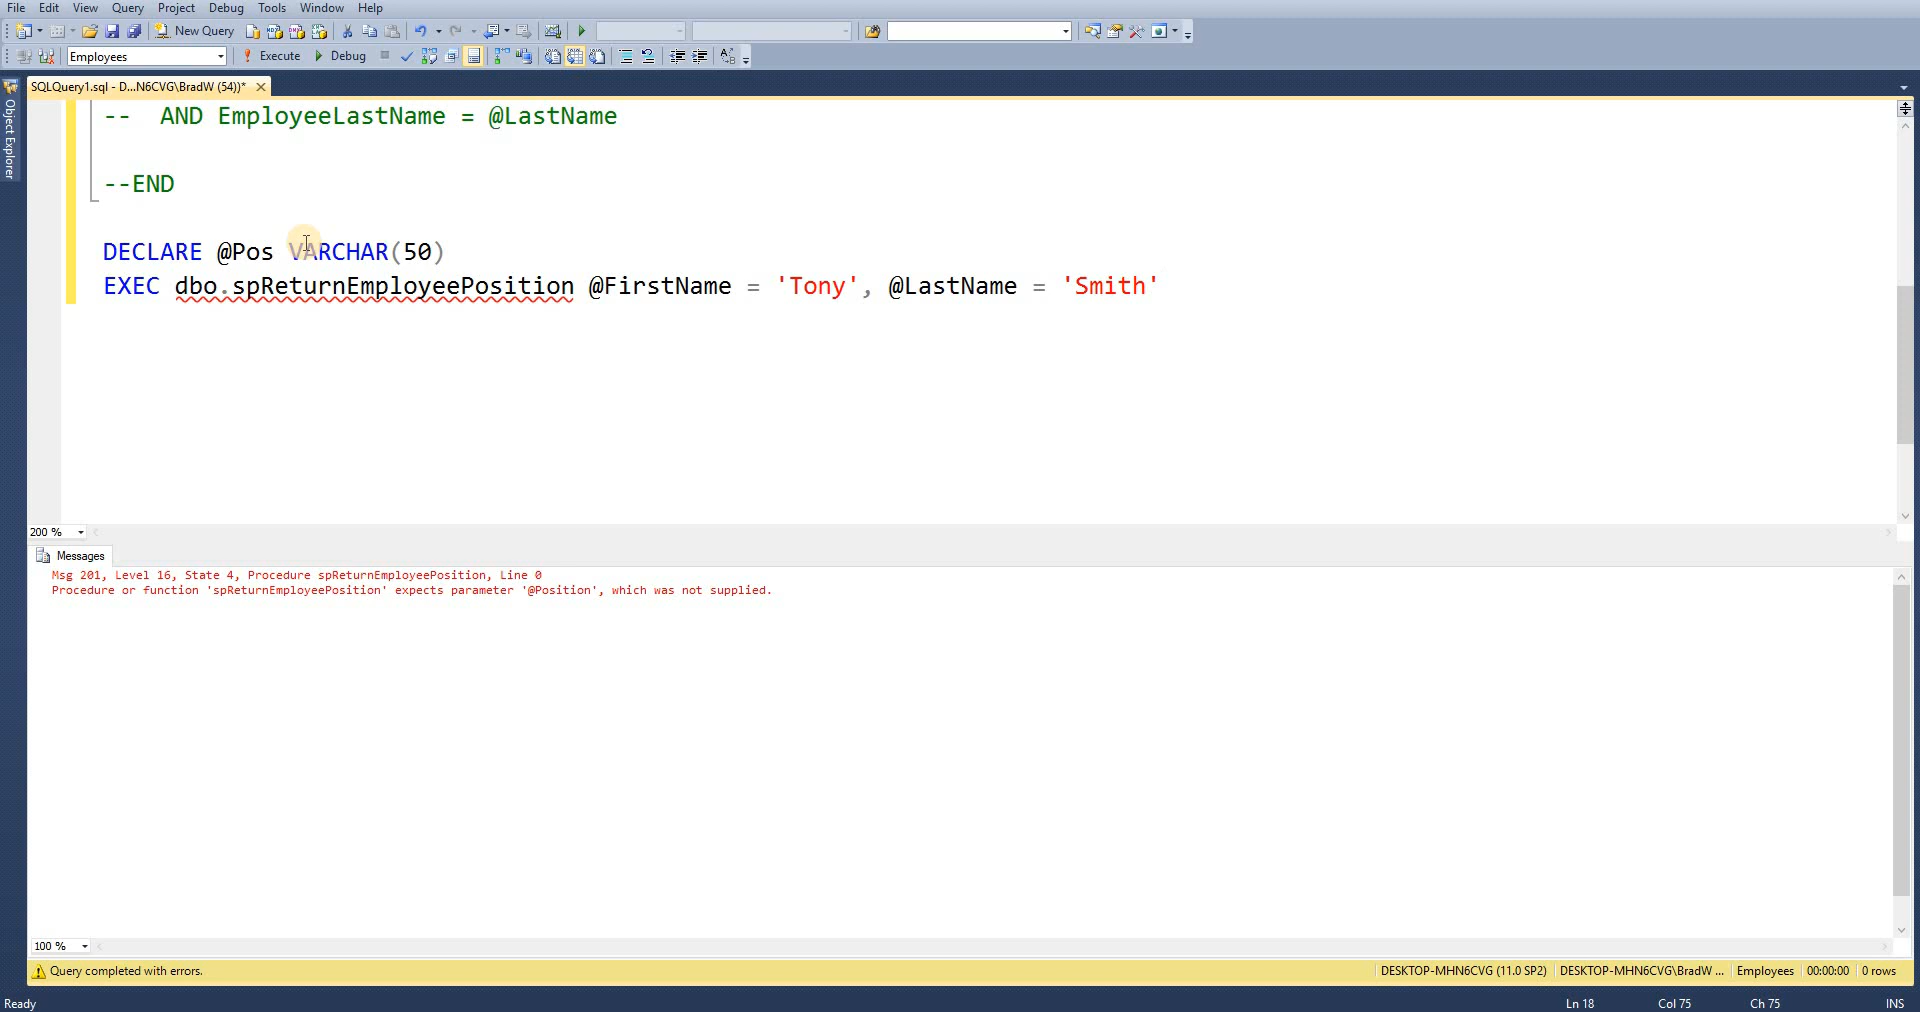 File Edit View Query Project Debug Tools Window Help
New Query
Employees Execute Debug
SQLQuery1.sql - D...N6CVG\BradW (54))*
Object Explorer
-- AND EmployeeLastName = @LastName
--END
DECLARE @Pos VARCHAR(50)
EXEC dbo.spReturnEmployeePosition @FirstName = 'Tony', @LastName = 'Smith'
200 %
Messages
Msg 201, Level 16, State 4, Procedure spReturnEmployeePosition, Line 0
Procedure or function 'spReturnEmployeePosition' expects parameter '@Position', which was not supplied.
100 %
Query completed with errors. DESKTOP-MHN6CVG (11.0 SP2) DESKTOP-MHN6CVG\BradW ... Employees 00:00:00 0 rows
Ready Ln 18 Col 75 Ch 75 INS